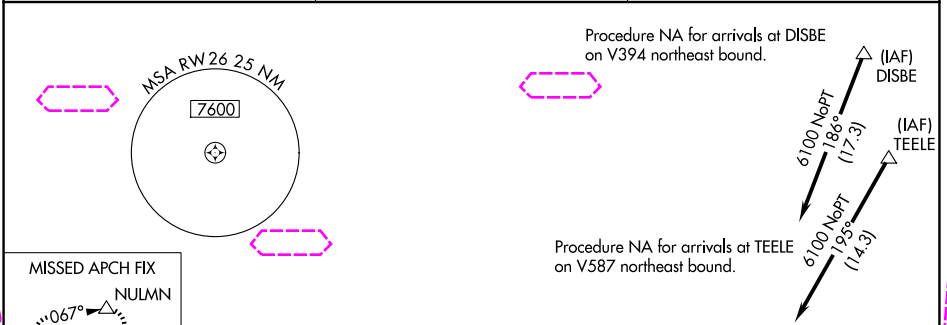 MSA RW26 25 NM
7600
Procedure NA for arrivals at DISBE
on V394 northeast bound.
(IAF)
DISBE
6100 NoPT
186°
(17.3)
(IAF)
TEELE
6100 NoPT
195°
(14.3)
Procedure NA for arrivals at TEELE
on V587 northeast bound.
MISSED APCH FIX
NULMN
067°